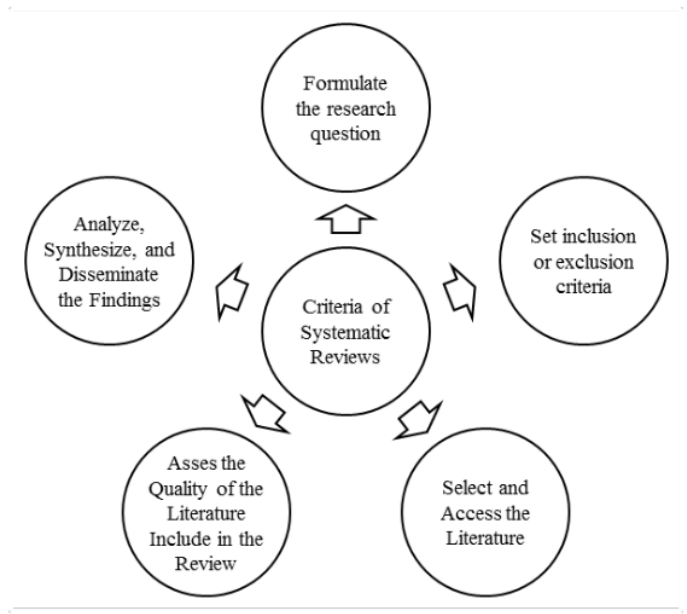 Formulate
the research
question
Set inclusion
or exclusion
criteria
Select and
Access the
Literature
Asses the
Quality of the
Literature
Include in the
Review
Analyze,
Synthesize, and
Disseminate
the Findings
Criteria of
Systematic
Reviews